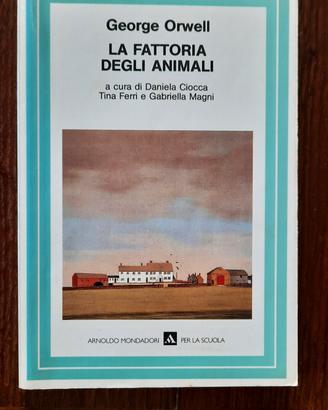 George Orwell
LA FATTORIA
DEGLI ANIMALI
a cura di Daniela Ciocca
Tina Ferri e Gabriella Magni
ARNOLDO MONDADORI A PER LA SCUOLA